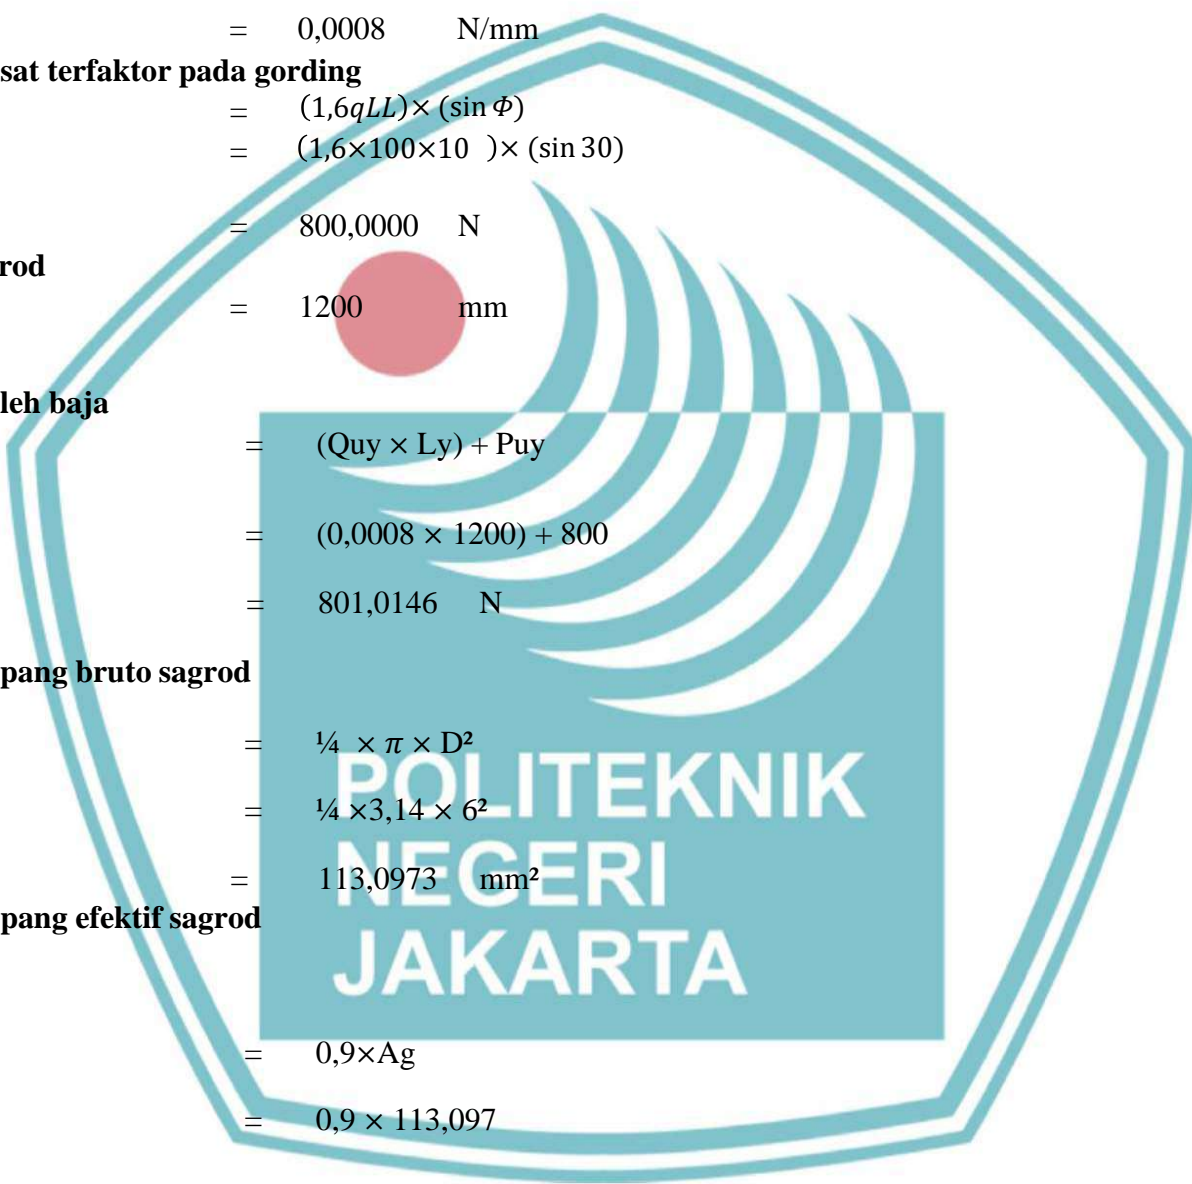 = 0,0008 N/mm
sat terfaktor pada gording
= (1,6qLL)× (sin Φ)
= (1,6×100×10 )× (sin 30)
= 800,0000 N
rod
= 1200 mm
leh baja
= (Quy × Ly) + Puy
= (0,0008 × 1200) + 800
= 801,0146 N
pang bruto sagrod
= ¼ × π × D²
= ¼ ×3,14 × 6²
= 113,0973 mm²
pang efektif sagrod
= 0,9×Ag
= 0,9 × 113,097
POLITEKNIK
NEGERI
JAKARTA